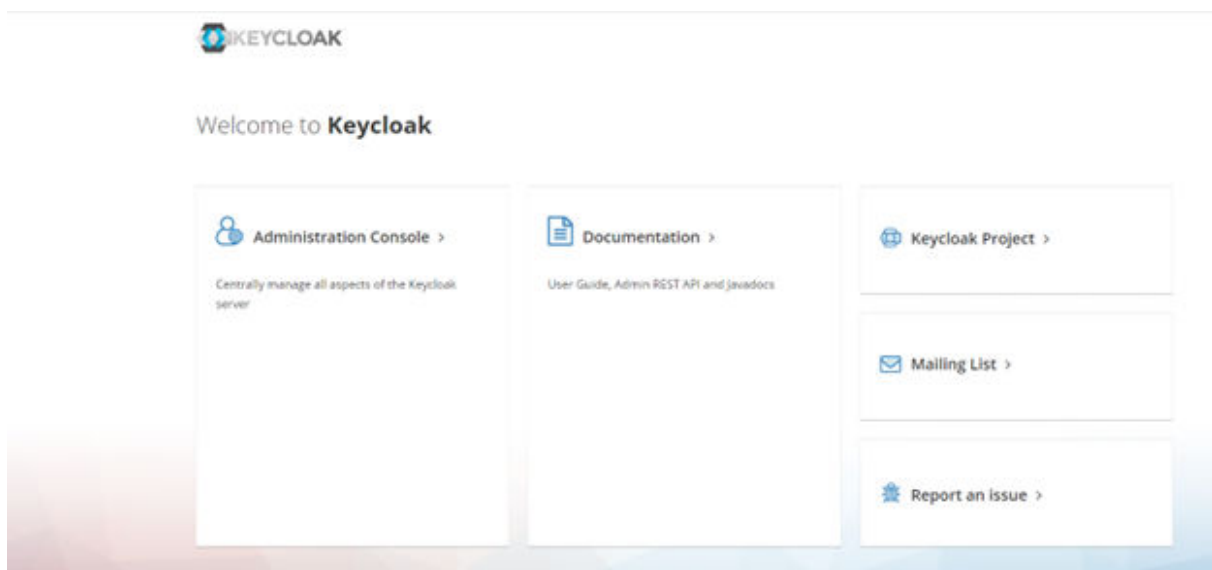 KEYCLOAK
Welcome to Keycloak
Administration Console >
Centrally manage all aspects of the Keycloak
server
Documentation >
User Guide, Admin REST API and Javadocs
Keycloak Project >
Mailing List >
Report an issue >